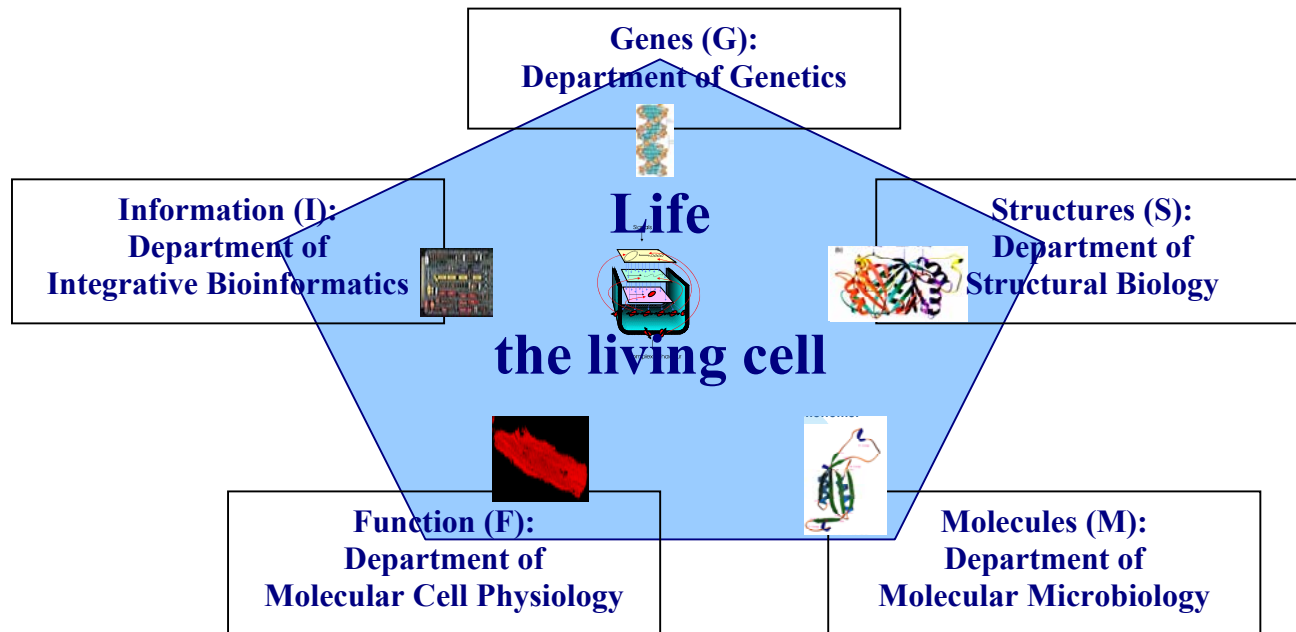 Genes (G):
Department of Genetics
Information (I):
Department of
Integrative Bioinformatics
Life
Structures (S):
Department of
Structural Biology
the living cell
Function (F):
Department of
Molecular Cell Physiology
Molecules (M):
Department of
Molecular Microbiology